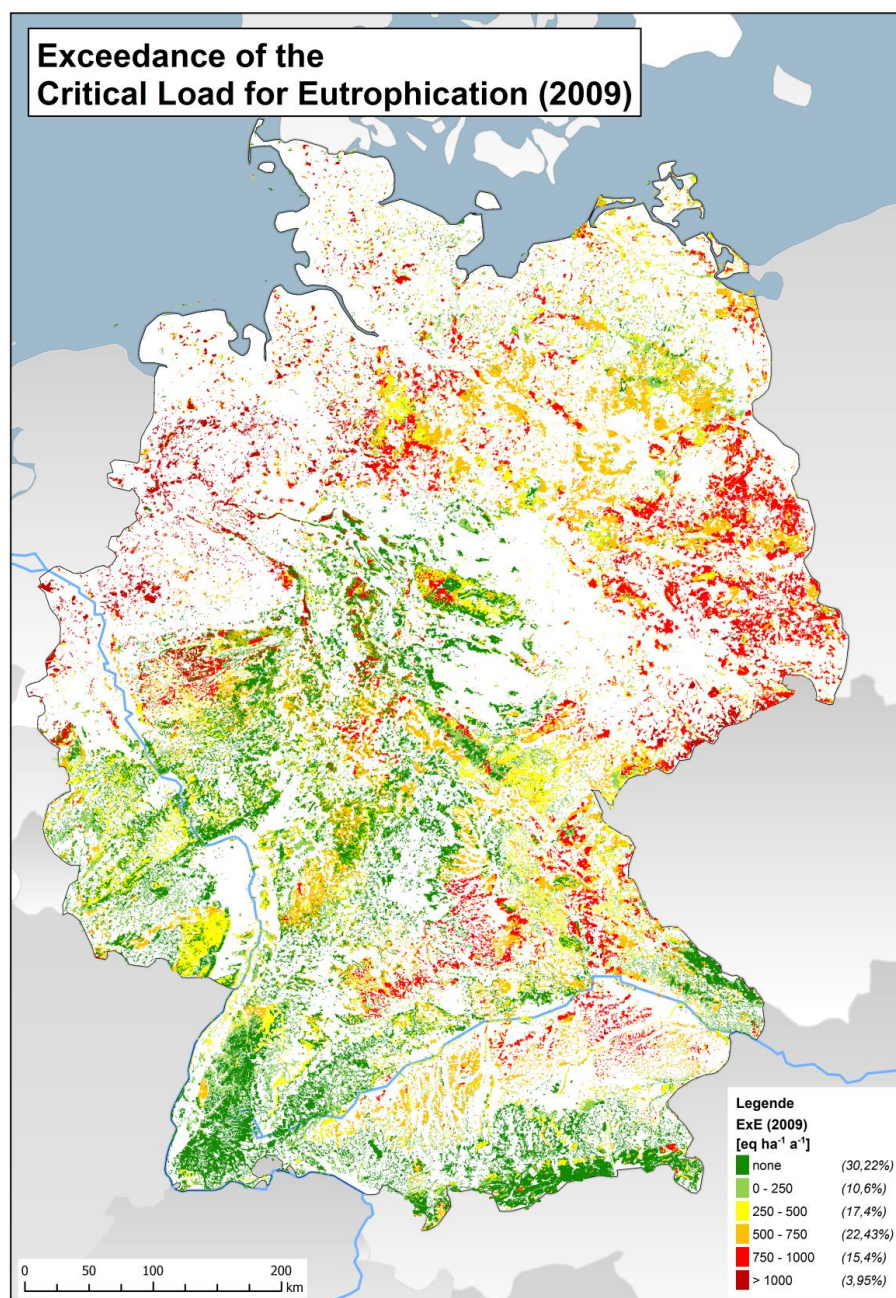 Exceedance of the
Critical Load for Eutrophication (2009)
Legende
ExE (2009)
[eq ha⁻¹ a⁻¹]
none (30,22%)
0 - 250 (10,6%)
250 - 500 (17,4%)
500 - 750 (22,43%)
750 - 1000 (15,4%)
> 1000 (3,95%)
0 50 100 200
km